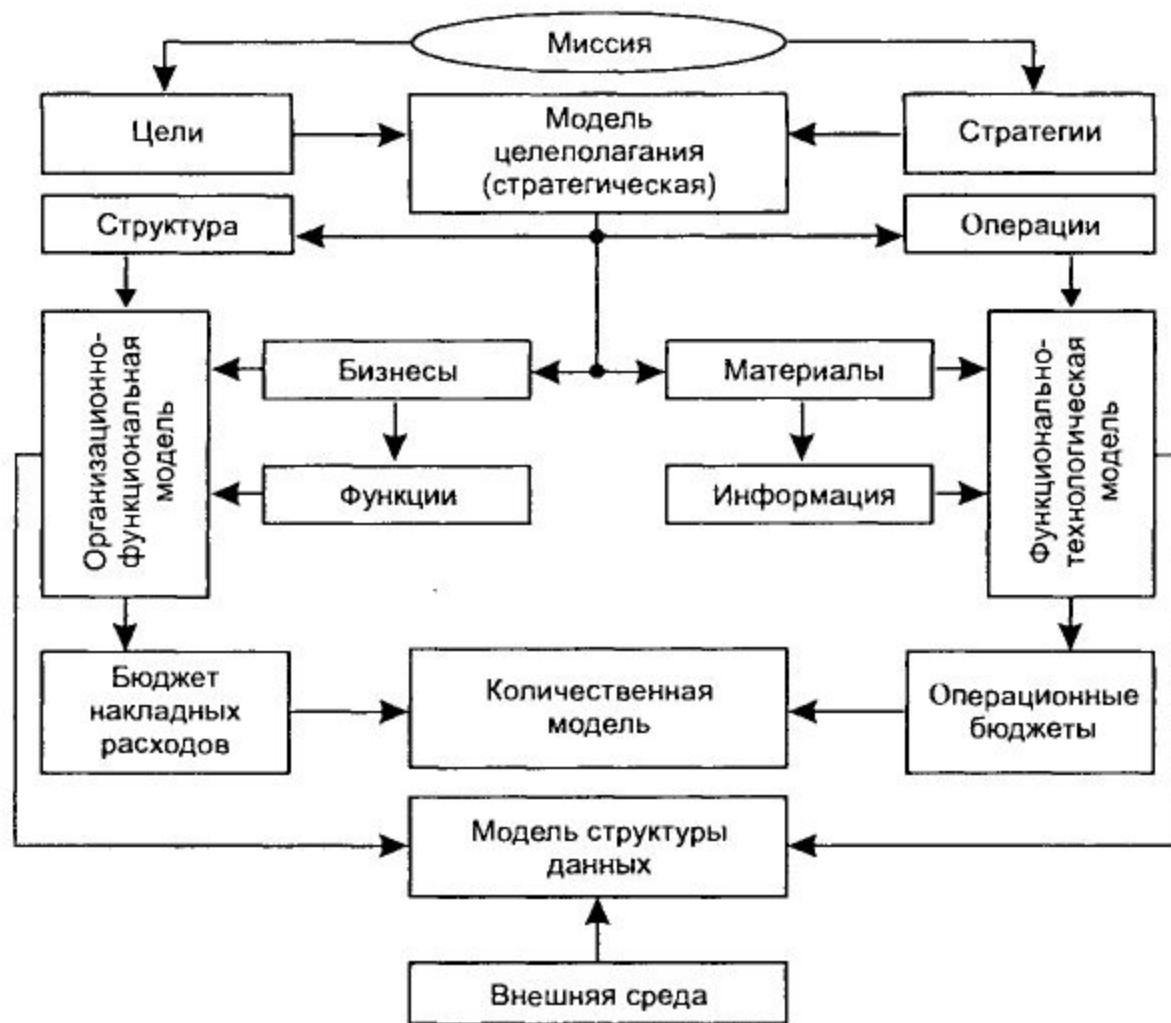 Миссия
Цели
Модель
целеполагания
(стратегическая)
Стратегии
Структура
Операции
Организационно-
функциональная
модель
Бизнесы
Материалы
Функционально-
технологическая
модель
Функции
Информация
Бюджет
накладных
расходов
Количественная
модель
Операционные
бюджеты
Модель структуры
данных
Внешняя среда